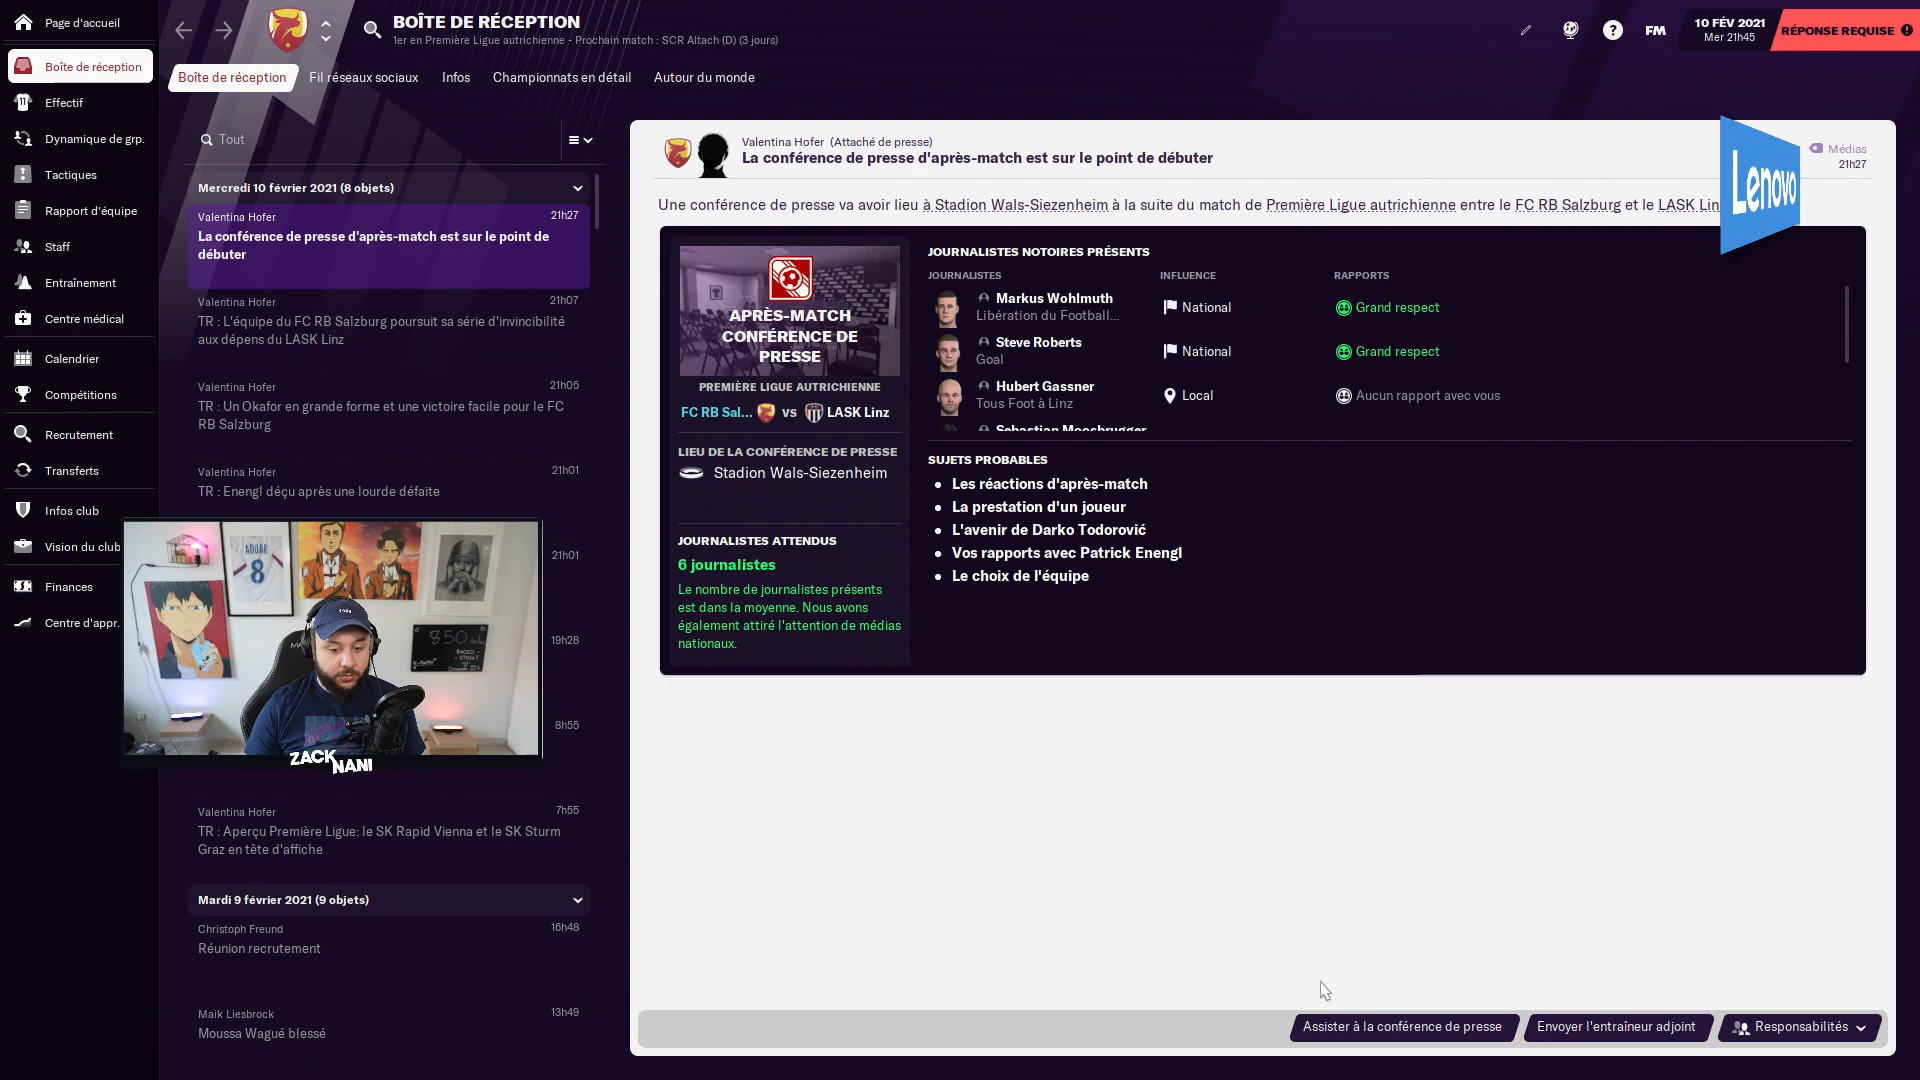 Page d'accueil
Boîte de réception
Effectif
Dynamique de grp.
Tactiques
Rapport d'équipe
Staff
Entraînement
Centre médical
Calendrier
Compétitions
Recrutement
Transferts
Infos club
Vision du club
Finances
Centre d'appr.
BOÎTE DE RÉCEPTION
1er en Première Ligue autrichienne - Prochain match : SCR Altach (D) (3 jours)
FM
10 FÉV 2021
Mer 21h45
RÉPONSE REQUISE
Boîte de réception
Fil réseaux sociaux
Infos
Championnats en détail
Autour du monde
Tout
Mercredi 10 février 2021 (8 objets)
Valentina Hofer 21h27
La conférence de presse d'après-match est sur le point de
débuter
Valentina Hofer 21h07
TR : L'équipe du FC RB Salzburg poursuit sa série d'invincibilité
aux dépens du LASK Linz
Valentina Hofer 21h05
TR : Un Okafor en grande forme et une victoire facile pour le FC
RB Salzburg
Valentina Hofer 21h01
TR : Enengl déçu après une lourde défaite
21h01
19h28
8h55
AOUAR
8
ZACK
NANI
Valentina Hofer 7h55
TR : Aperçu Première Ligue: le SK Rapid Vienna et le SK Sturm
Graz en tête d'affiche
Mardi 9 février 2021 (9 objets)
Christoph Freund 16h48
Réunion recrutement
Maik Liesbrock 13h49
Moussa Wagué blessé
Valentina Hofer (Attaché de presse)
La conférence de presse d'après-match est sur le point de débuter
Médias
21h27
Lenovo
Une conférence de presse va avoir lieu à Stadion Wals-Siezenheim à la suite du match de Première Ligue autrichienne entre le FC RB Salzburg et le LASK Lin
APRÈS-MATCH
CONFÉRENCE DE
PRESSE
PREMIÈRE LIGUE AUTRICHIENNE
FC RB Sal... vs LASK Linz
LIEU DE LA CONFÉRENCE DE PRESSE
Stadion Wals-Siezenheim
JOURNALISTES ATTENDUS
6 journalistes
Le nombre de journalistes présents
est dans la moyenne. Nous avons
également attiré l'attention de médias
nationaux.
JOURNALISTES NOTOIRES PRÉSENTS
JOURNALISTES INFLUENCE RAPPORTS
Markus Wohlmuth
Libération du Football...
National
Grand respect
Steve Roberts
Goal
National
Grand respect
Hubert Gassner
Tous Foot à Linz
Local
Aucun rapport avec vous
Sebastian Moosbrugger
SUJETS PROBABLES
Les réactions d'après-match
La prestation d'un joueur
L'avenir de Darko Todorović
Vos rapports avec Patrick Enengl
Le choix de l'équipe
Assister à la conférence de presse
Envoyer l'entraîneur adjoint
Responsabilités